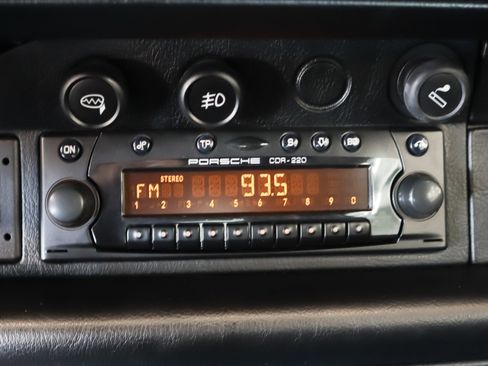 ON TP
PORSCHE CDR-220
STEREO
FM 93.5
1 2 3 4 5 6 7 8 9 0